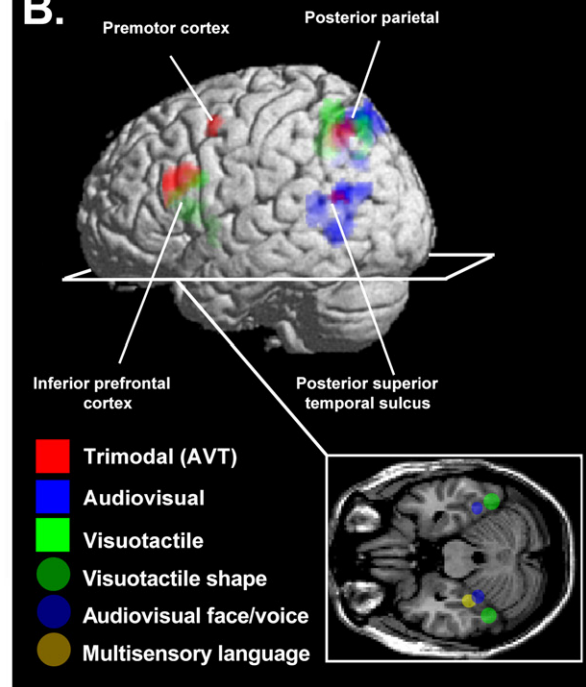 B.
Premotor cortex
Posterior parietal
Inferior prefrontal
cortex
Posterior superior
temporal sulcus
Trimodal (AVT)
Audiovisual
Visuotactile
Visuotactile shape
Audiovisual face/voice
Multisensory language